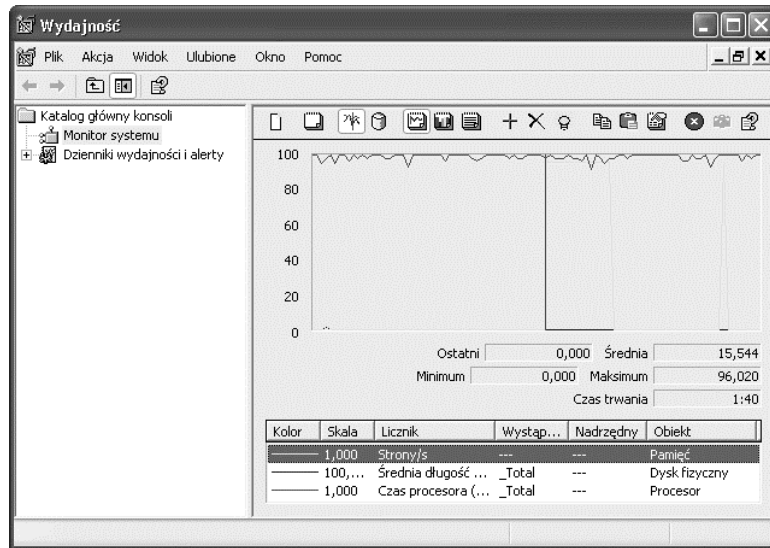 Wydajność
Plik Akcja Widok Ulubione Okno Pomoc
Katalog główny konsoli
Monitor systemu
Dzienniki wydajności i alerty
100
80
60
40
20
0
Ostatni 0,000 Średnia 15,544
Minimum 0,000 Maksimum 96,020
Czas trwania 1:40
Kolor Skala Licznik Wystąp... Nadrzędny Obiekt
1,000 Strony/s --- --- Pamięć
100,... Średnia długość ... _Total --- Dysk fizyczny
1,000 Czas procesora (... _Total --- Procesor